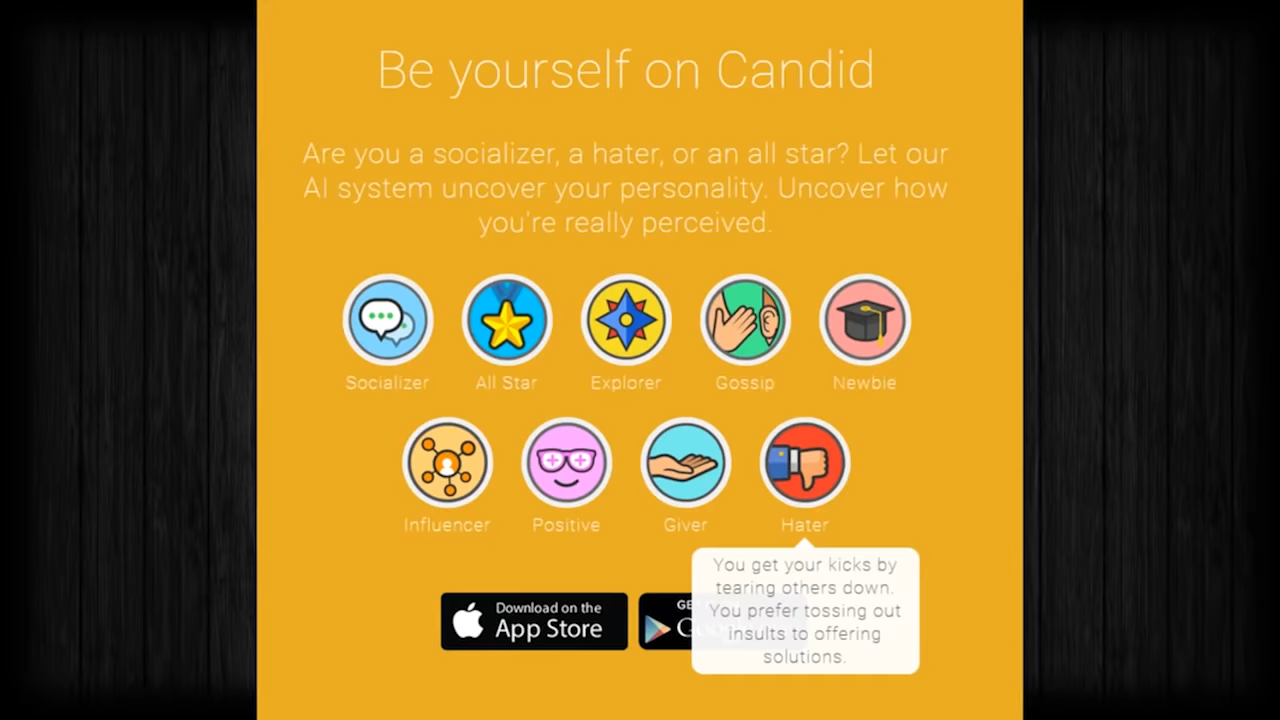 Be yourself on Candid
Are you a socializer, a hater, or an all star? Let our
AI system uncover your personality. Uncover how
you're really perceived.
Socializer
All Star
Explorer
Gossip
Newbie
Influencer
Positive
Giver
Hater
You get your kicks by
tearing others down.
You prefer tossing out
insults to offering
solutions.
Download on the
App Store